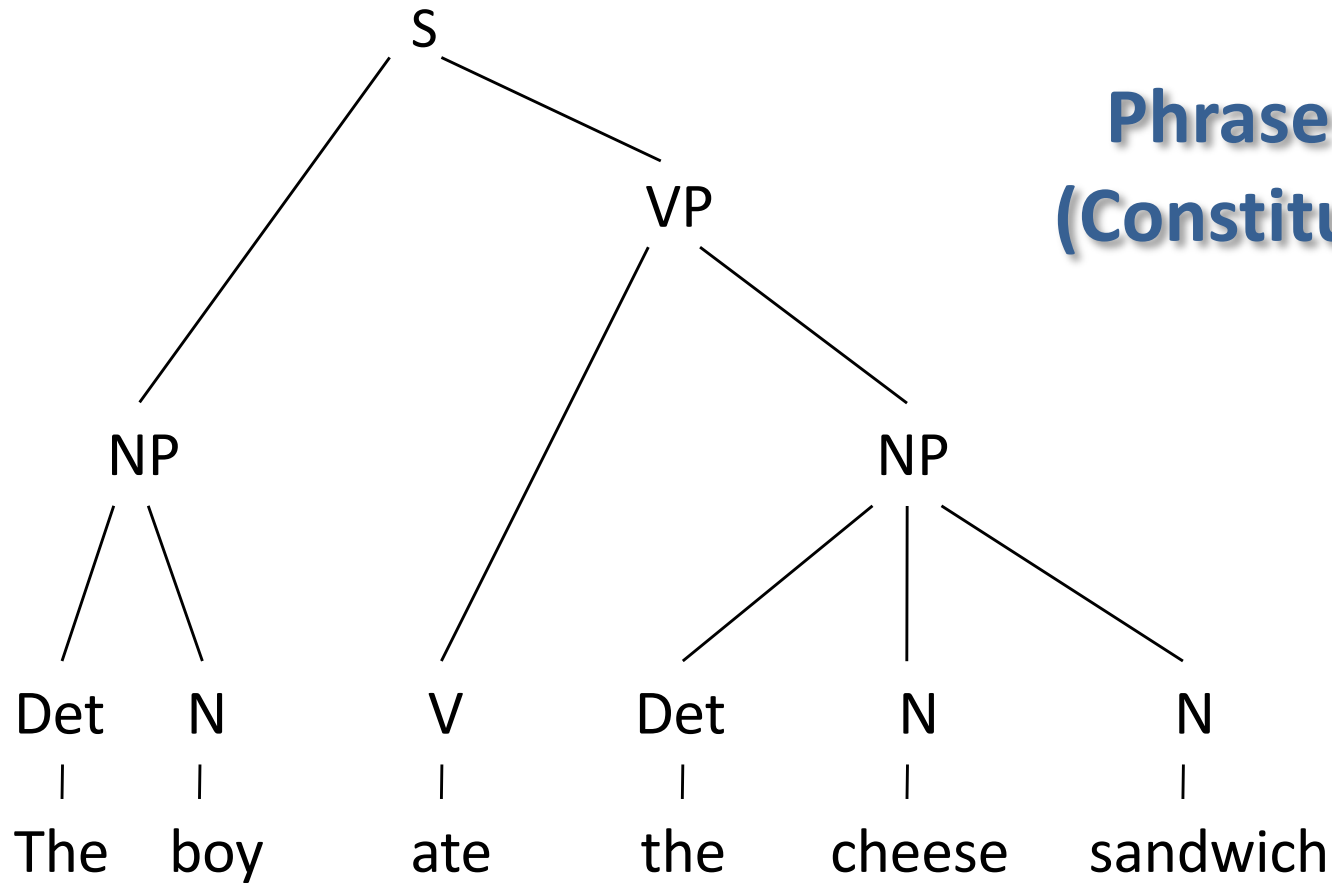 S
Phrase
(Constitu
VP
NP NP
Det N V Det N N
The boy ate the cheese sandwich